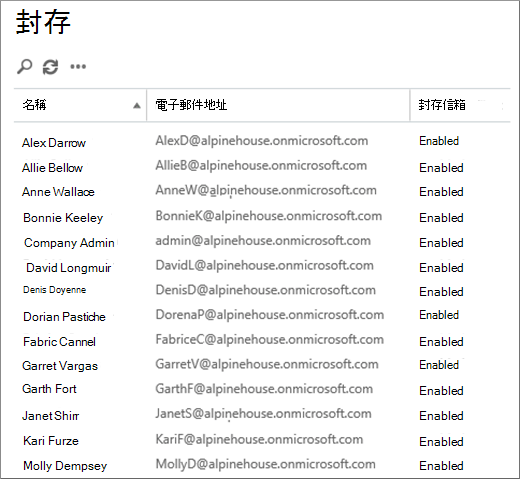 封存
名稱 電子郵件地址 封存信箱
Alex Darrow AlexD@alpinehouse.onmicrosoft.com Enabled
Allie Bellow AllieB@alpinehouse.onmicrosoft.com Enabled
Anne Wallace AnneW@alpinehouse.onmicrosoft.com Enabled
Bonnie Keeley BonnieK@alpinehouse.onmicrosoft.com Enabled
Company Admin admin@alpinehouse.onmicrosoft.com Enabled
David Longmuir DavidL@alpinehouse.onmicrosoft.com Enabled
Denis Doyenne DenisD@alpinehouse.onmicrosoft.com Enabled
Dorian Pastiche DorenaP@alpinehouse.onmicrosoft.com Enabled
Fabric Cannel FabriceC@alpinehouse.onmicrosoft.com Enabled
Garret Vargas GarretV@alpinehouse.onmicrosoft.com Enabled
Garth Fort GarthF@alpinehouse.onmicrosoft.com Enabled
Janet Shirr JanetS@alpinehouse.onmicrosoft.com Enabled
Kari Furze KariF@alpinehouse.onmicrosoft.com Enabled
Molly Dempsey MollyD@alpinehouse.onmicrosoft.com Enabled